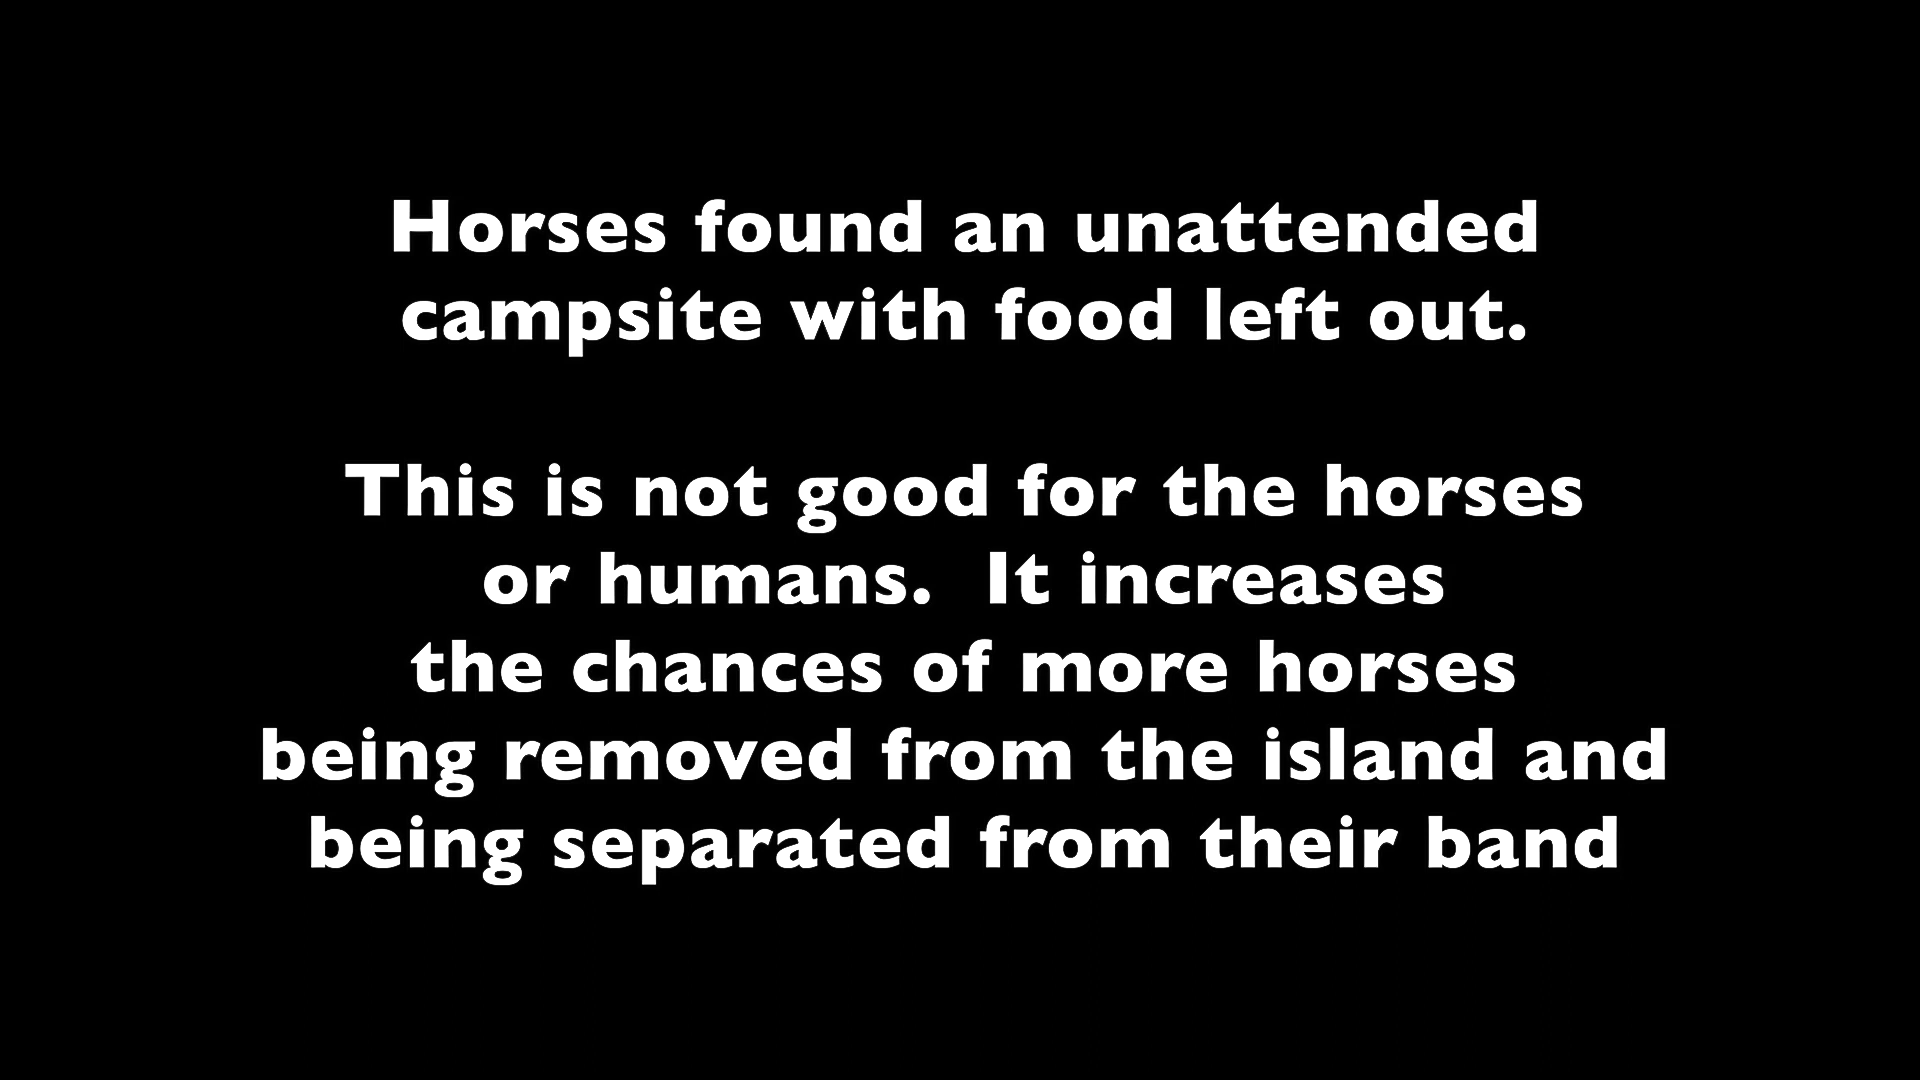 Horses found an unattended
campsite with food left out.
This is not good for the horses
or humans.  It increases
the chances of more horses
being removed from the island and
being separated from their band